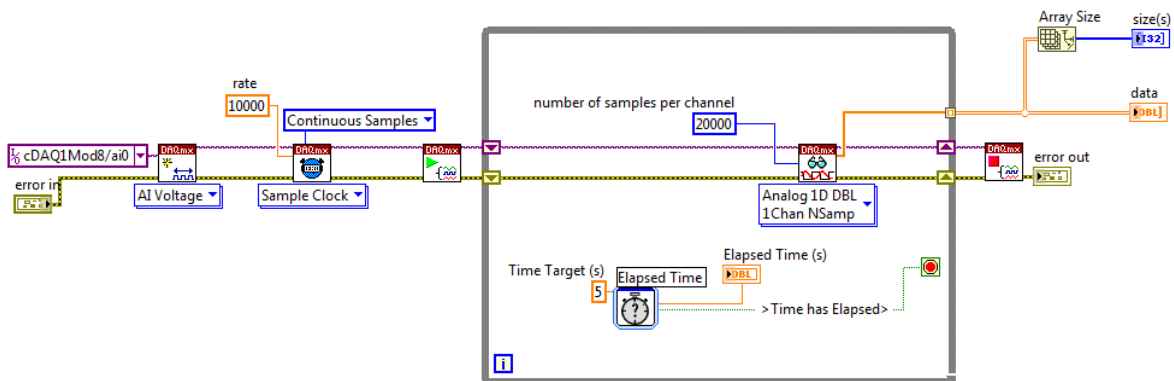 Array Size
size(s)
I32]
rate
10000
number of samples per channel
data
Continuous Samples
20000
DBL]
cDAQ1Mod8/ai0
DAQmx
DAQmx
DAQmx
DAQmx
DAQmx
error in
error out
AI Voltage
Sample Clock
Analog 1D DBL
1Chan NSamp
Time Target (s)
Elapsed Time
Elapsed Time (s)
DBL
5
?
>Time has Elapsed>
i